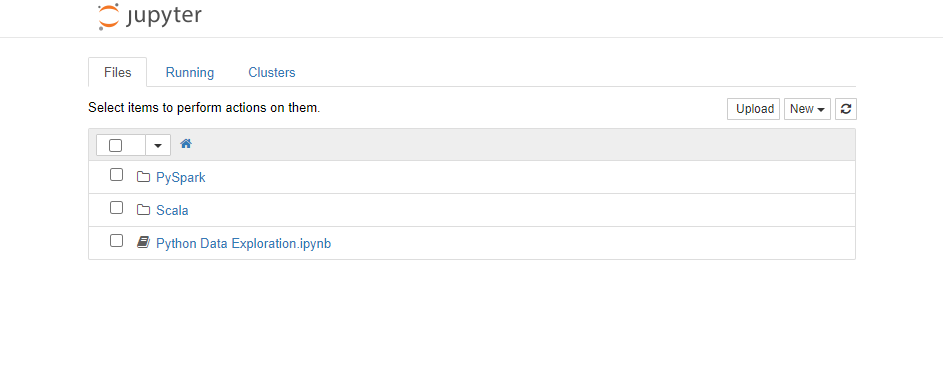 jupyter
Files Running Clusters
Select items to perform actions on them. Upload New
PySpark
Scala
Python Data Exploration.ipynb